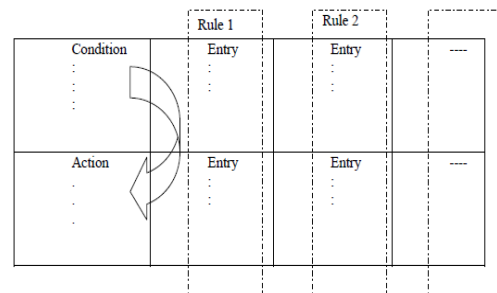 Rule 1 Rule 2
Condition Entry Entry ----
: : :
: : :
:
Action Entry Entry ----
. : :
. : :
.